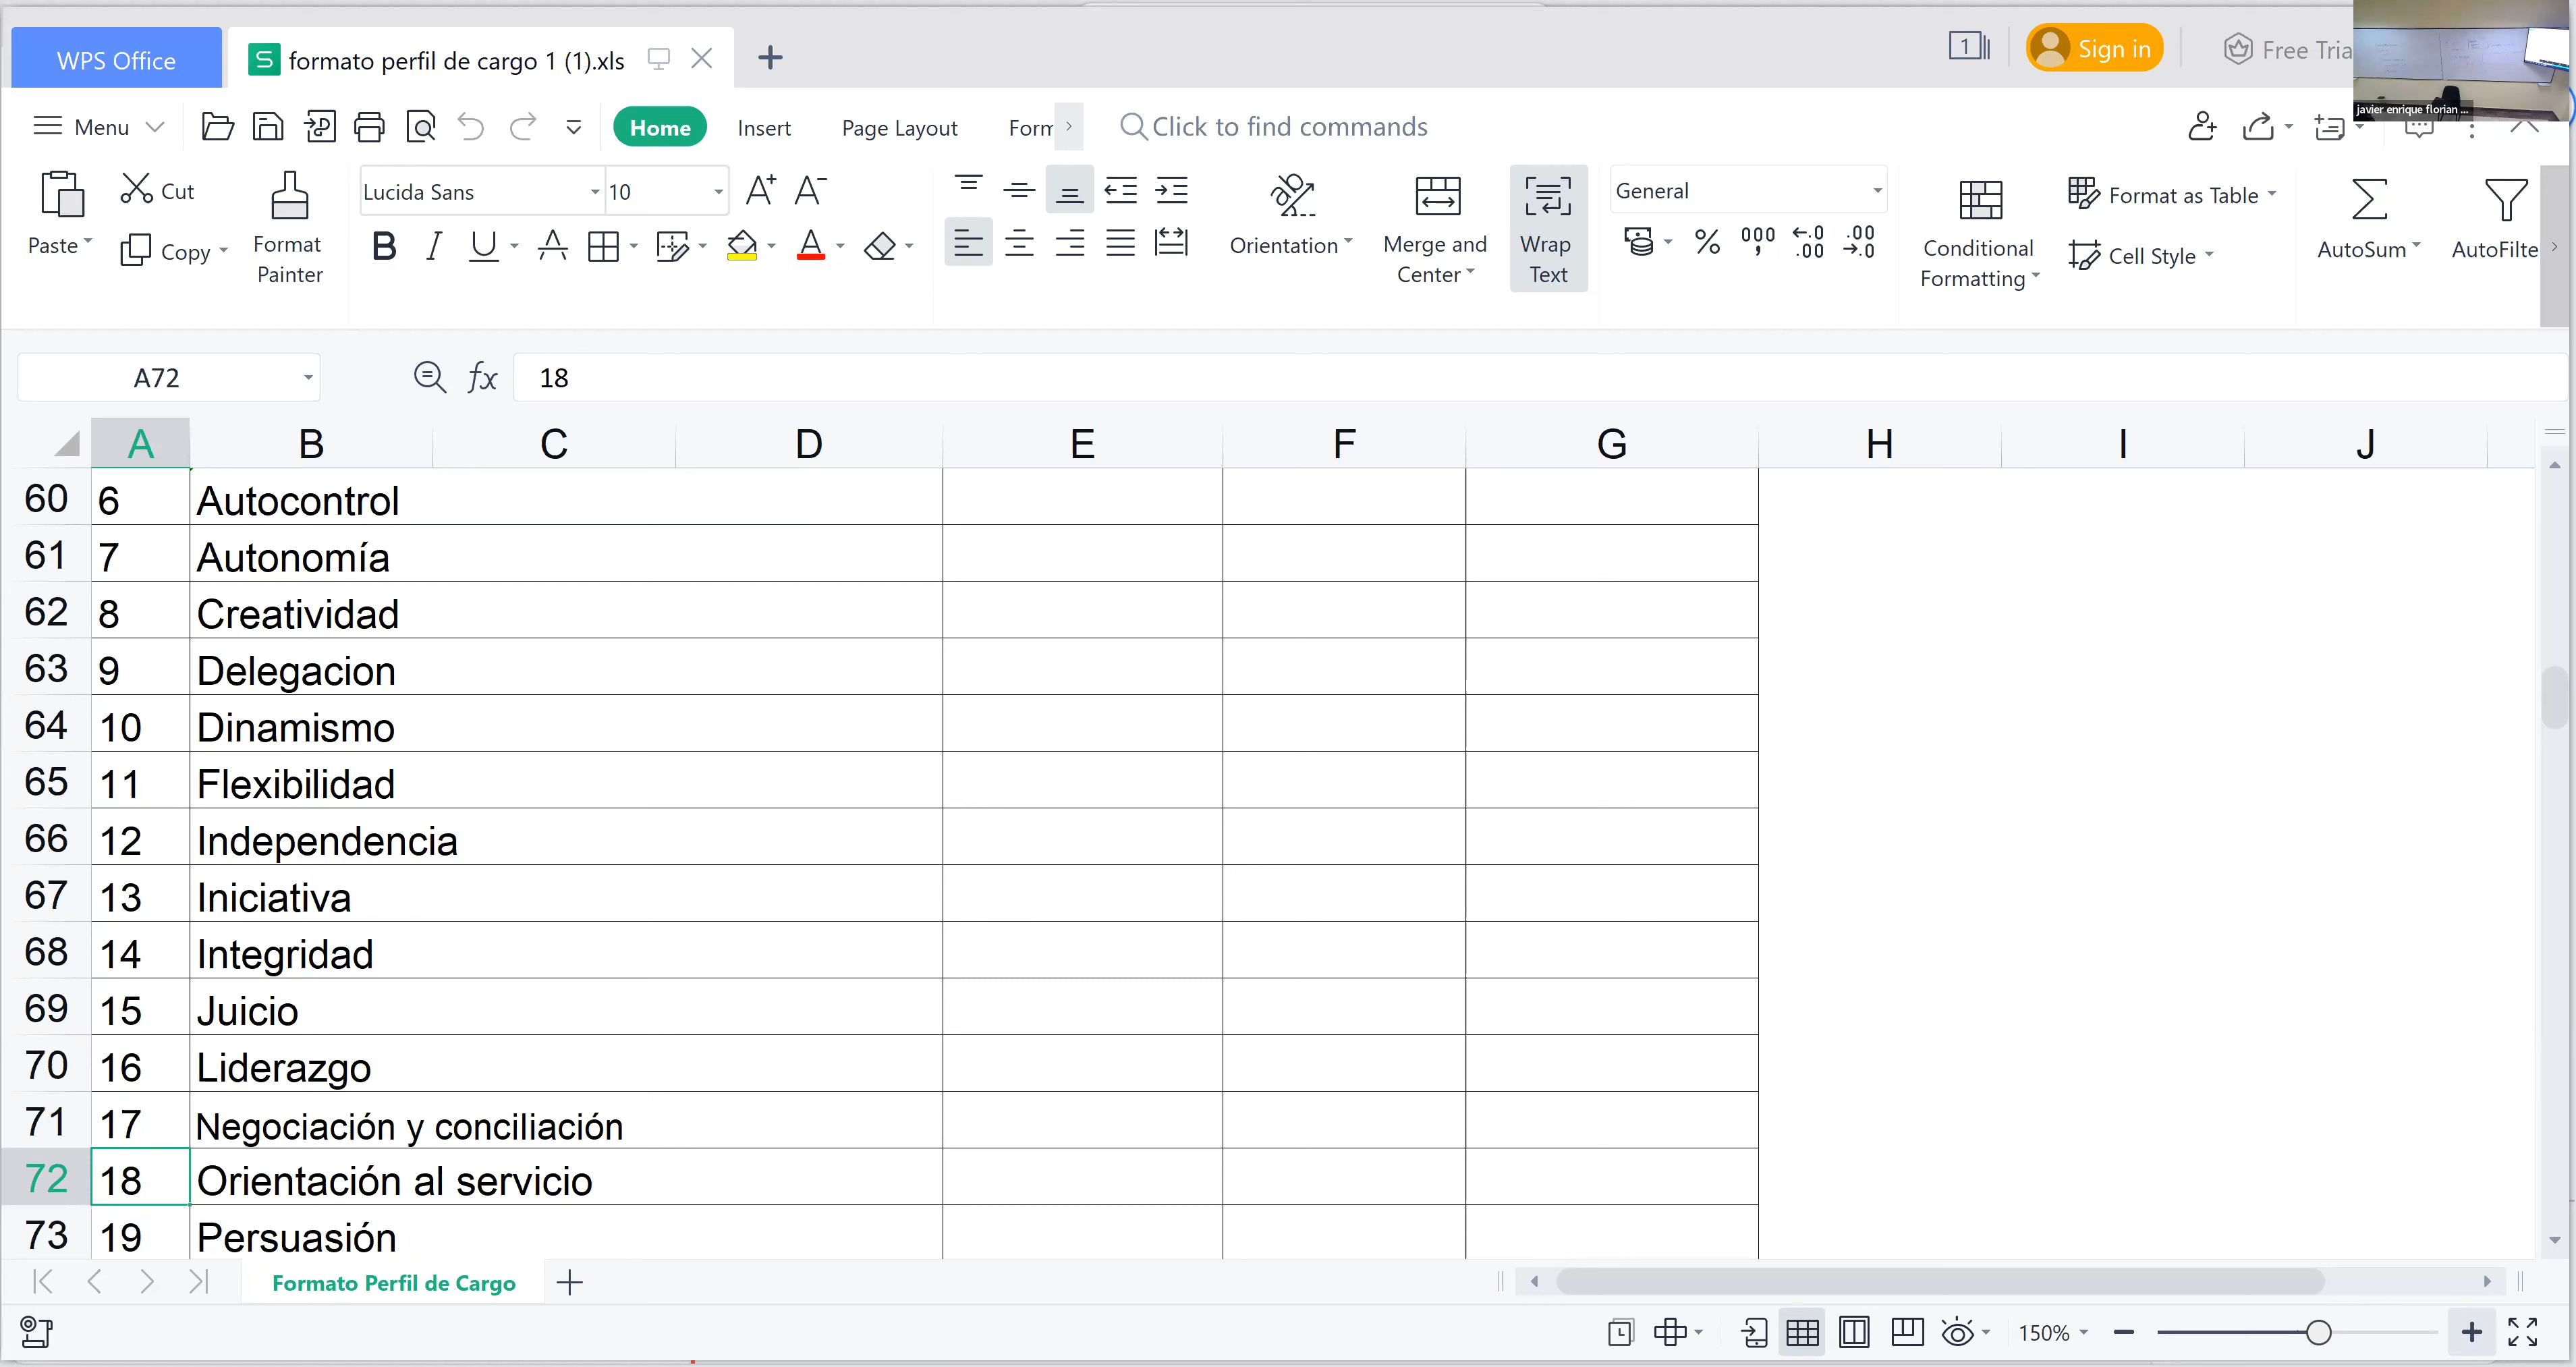 WPS Office
formato perfil de cargo 1 (1).xls
1
Sign in
Free Tria
javier enrique florian ...
Menu
Home
Insert
Page Layout
Form
Click to find commands
Paste
Cut
Copy
Format
Painter
Lucida Sans
10
Orientation
Merge and
Center
Wrap
Text
General
Conditional
Formatting
Format as Table
Cell Style
AutoSum
AutoFilte
A72
fx
18
A B C D E F G H I J
60 6 Autocontrol
61 7 Autonomía
62 8 Creatividad
63 9 Delegacion
64 10 Dinamismo
65 11 Flexibilidad
66 12 Independencia
67 13 Iniciativa
68 14 Integridad
69 15 Juicio
70 16 Liderazgo
71 17 Negociación y conciliación
72 18 Orientación al servicio
73 19 Persuasión
Formato Perfil de Cargo
150%